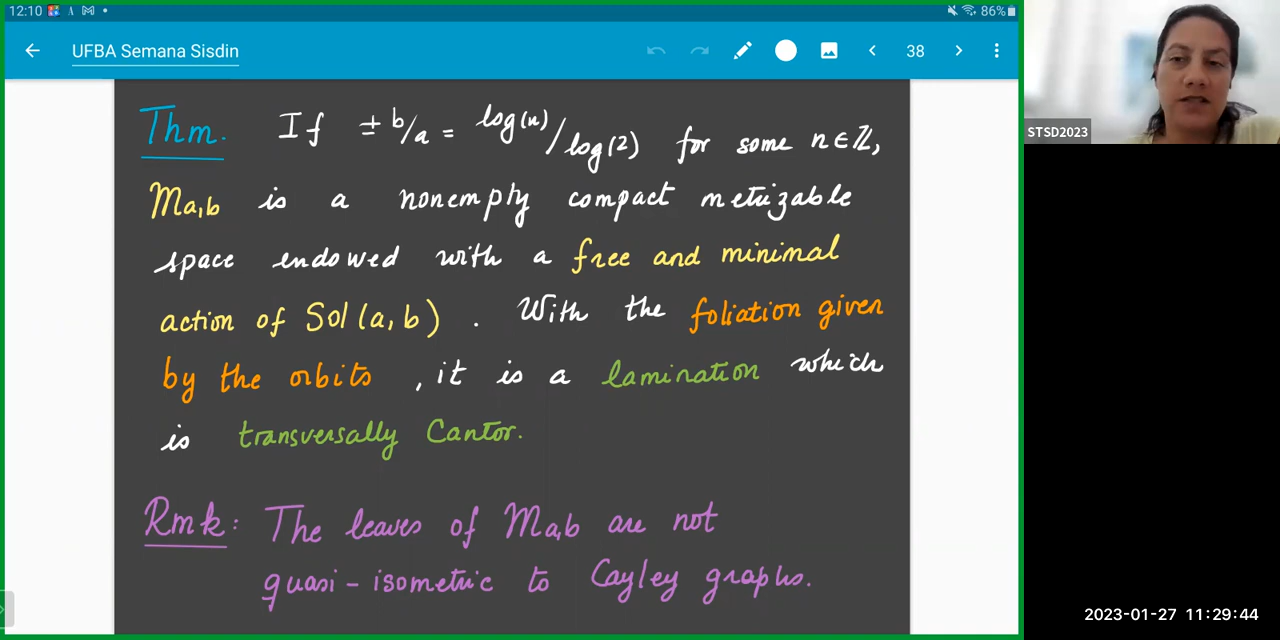 12:10
86%
UFBA Semana Sisdin
38
Thm. If ± b/a = log(n)/log(2) for some n ∈ ℤ,
Ma,b is a nonempty compact metrizable
space endowed with a free and minimal
action of Sol(a,b). With the foliation given
by the orbits, it is a lamination which
is transversally Cantor.
Rmk: The leaves of Ma,b are not
quasi-isometric to Cayley graphs.
STSD2023
2023-01-27 11:29:44